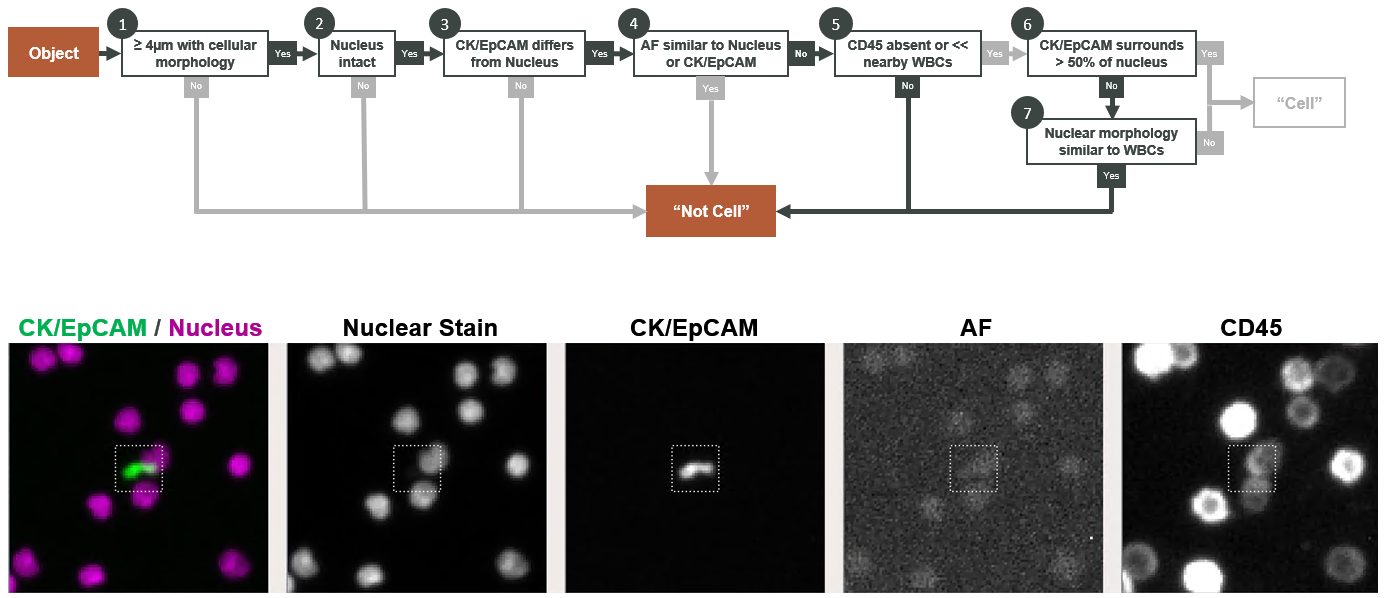 1
2
3
4
5
6
Object
≥ 4µm with cellular
morphology
Yes
Nucleus
intact
Yes
CK/EpCAM differs
from Nucleus
Yes
AF similar to Nucleus
or CK/EpCAM
No
CD45 absent or <<
nearby WBCs
Yes
CK/EpCAM surrounds
> 50% of nucleus
Yes
No
No
No
Yes
No
No
“Cell”
7
Nuclear morphology
similar to WBCs
No
Yes
“Not Cell”
CK/EpCAM / Nucleus
Nuclear Stain
CK/EpCAM
AF
CD45